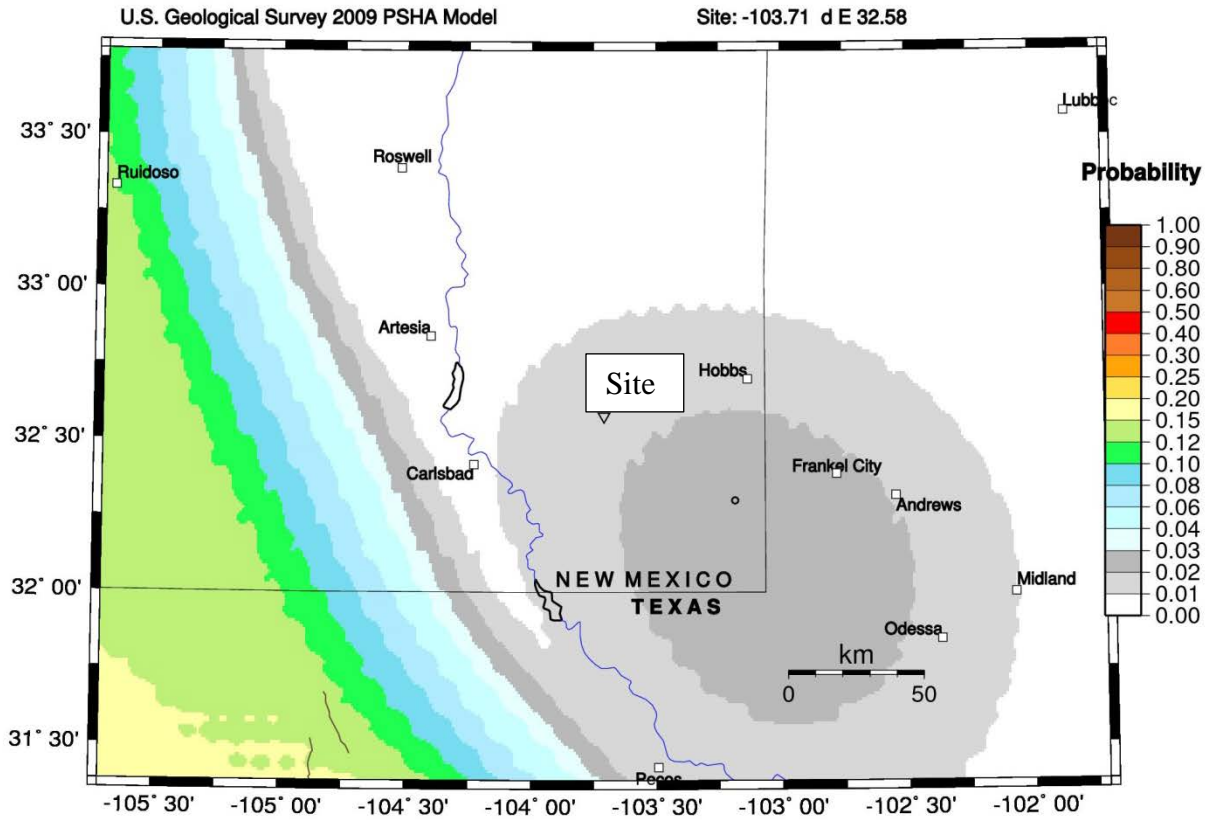 U.S. Geological Survey 2009 PSHA Model
Site: -103.71 d E 32.58
Lubboc
33° 30'
Roswell
Ruidoso
Probability
1.00
0.90
0.80
0.60
0.50
0.40
0.30
0.25
0.20
0.15
0.12
0.10
0.08
0.06
0.04
0.03
0.02
0.01
0.00
33° 00'
Artesia
Site
Hobbs
32° 30'
Carlsbad
Frankel City
Andrews
32° 00'
NEW MEXICO
TEXAS
Midland
Odessa
km
0 50
31° 30'
Pecos
-105° 30' -105° 00' -104° 30' -104° 00' -103° 30' -103° 00' -102° 30' -102° 00'